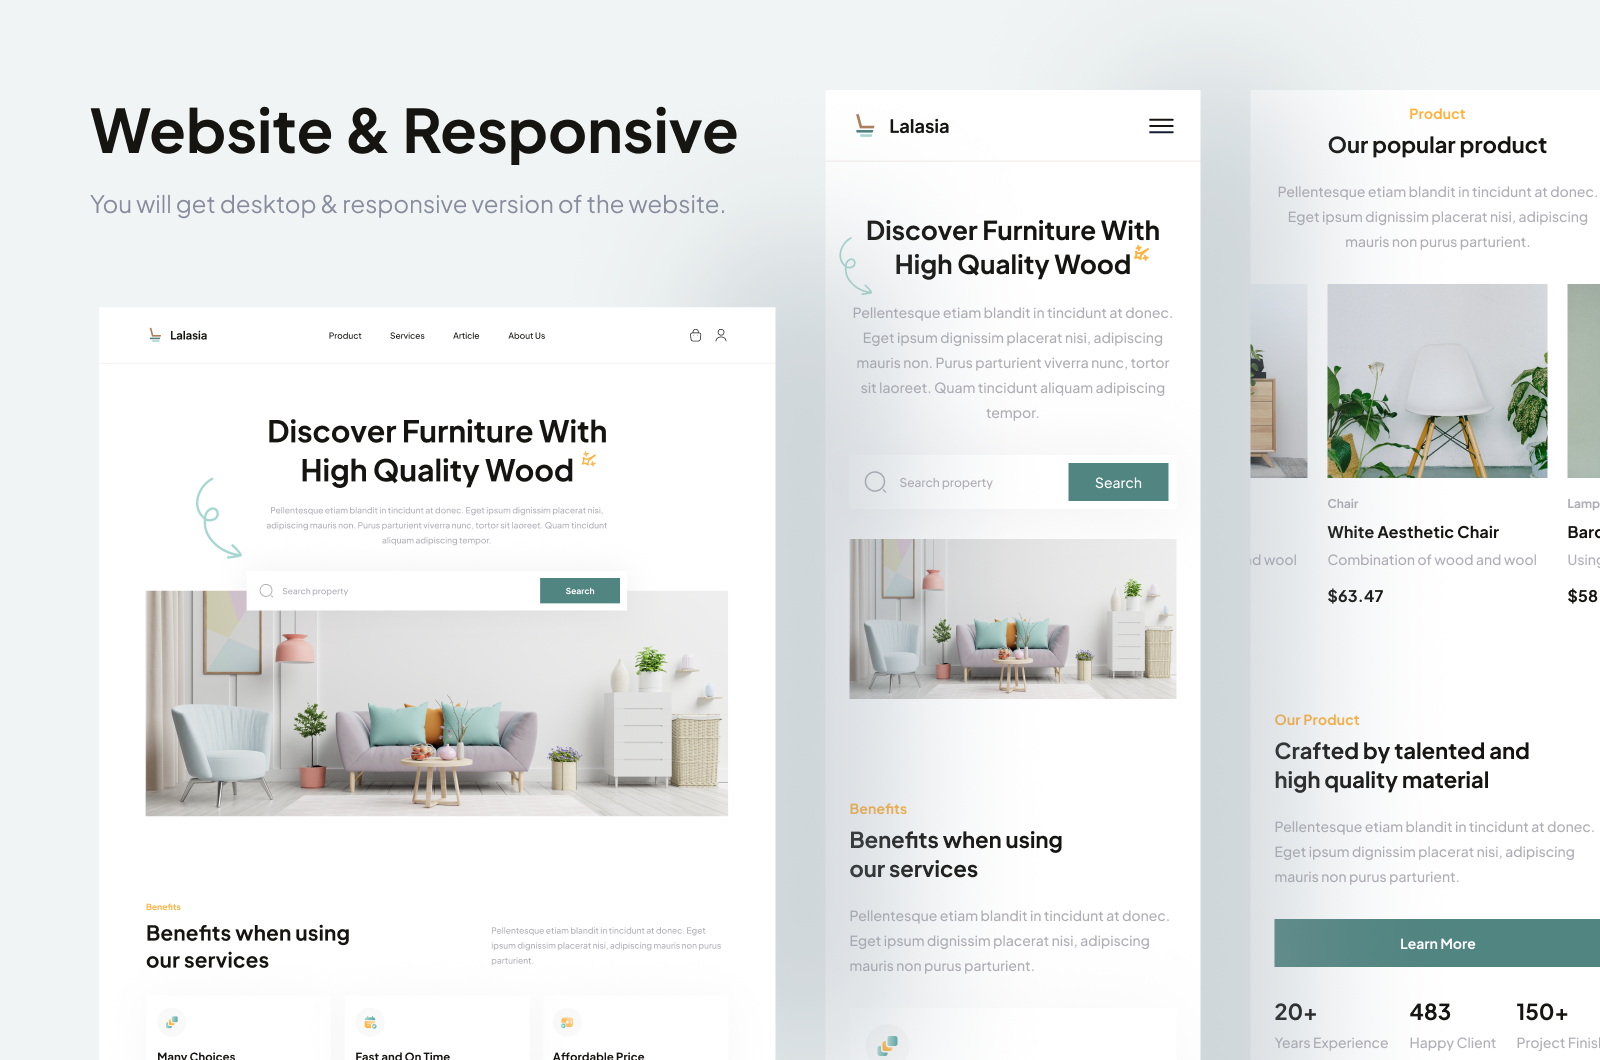 Website & Responsive
You will get desktop & responsive version of the website.
Lalasia
Product
Services
Article
About Us
Discover Furniture With
High Quality Wood
Pellentesque etiam blandit in tincidunt at donec. Eget ipsum dignissim placerat nisi,
adipiscing mauris non. Purus parturient viverra nunc, tortor sit laoreet. Quam tincidunt
aliquam adipiscing tempor.
Search property
Search
Benefits
Benefits when using
our services
Pellentesque etiam blandit in tincidunt at donec. Eget
ipsum dignissim placerat nisi, adipiscing mauris non purus
parturient.
Many Choices
Fast and On Time
Affordable Price
Lalasia
Discover Furniture With
High Quality Wood
Pellentesque etiam blandit in tincidunt at donec.
Eget ipsum dignissim placerat nisi, adipiscing
mauris non. Purus parturient viverra nunc, tortor
sit laoreet. Quam tincidunt aliquam adipiscing
tempor.
Search property
Search
Benefits
Benefits when using
our services
Pellentesque etiam blandit in tincidunt at donec.
Eget ipsum dignissim placerat nisi, adipiscing
mauris non purus parturient.
Product
Our popular product
Pellentesque etiam blandit in tincidunt at donec.
Eget ipsum dignissim placerat nisi, adipiscing
mauris non purus parturient.
d wool
Chair
White Aesthetic Chair
Combination of wood and wool
$63.47
Lamp
Bard
Using
$58
Our Product
Crafted by talented and
high quality material
Pellentesque etiam blandit in tincidunt at donec.
Eget ipsum dignissim placerat nisi, adipiscing
mauris non purus parturient.
Learn More
20+
Years Experience
483
Happy Client
150+
Project Finish